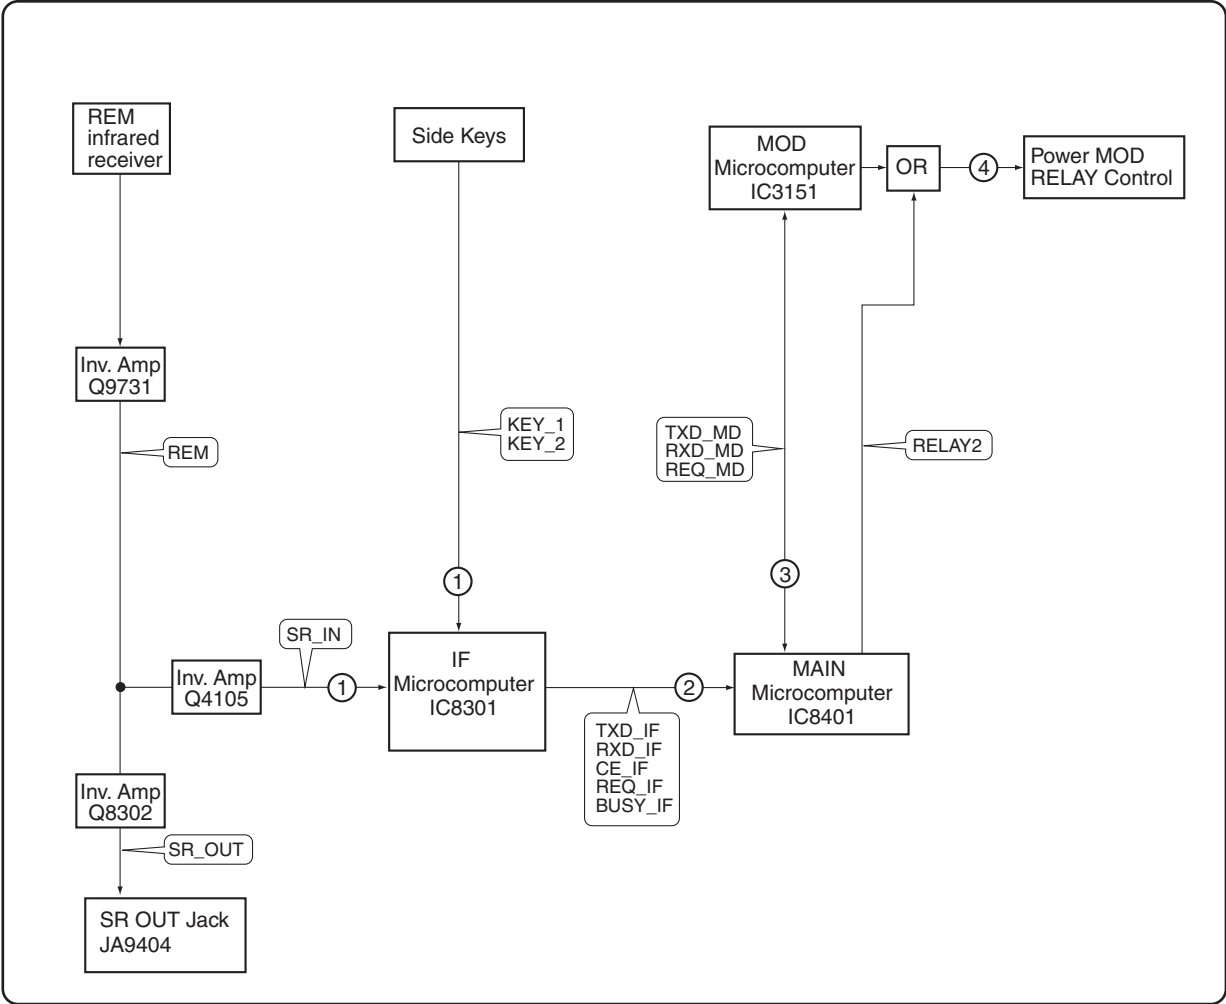 REM
infrared
receiver
Side Keys
MOD
Microcomputer
IC3151
OR
4
Power MOD
RELAY Control
Inv. Amp
Q9731
REM
KEY_1
KEY_2
TXD_MD
RXD_MD
REQ_MD
RELAY2
1
3
SR_IN
Inv. Amp
Q4105
1
IF
Microcomputer
IC8301
2
MAIN
Microcomputer
IC8401
TXD_IF
RXD_IF
CE_IF
REQ_IF
BUSY_IF
Inv. Amp
Q8302
SR_OUT
SR OUT Jack
JA9404